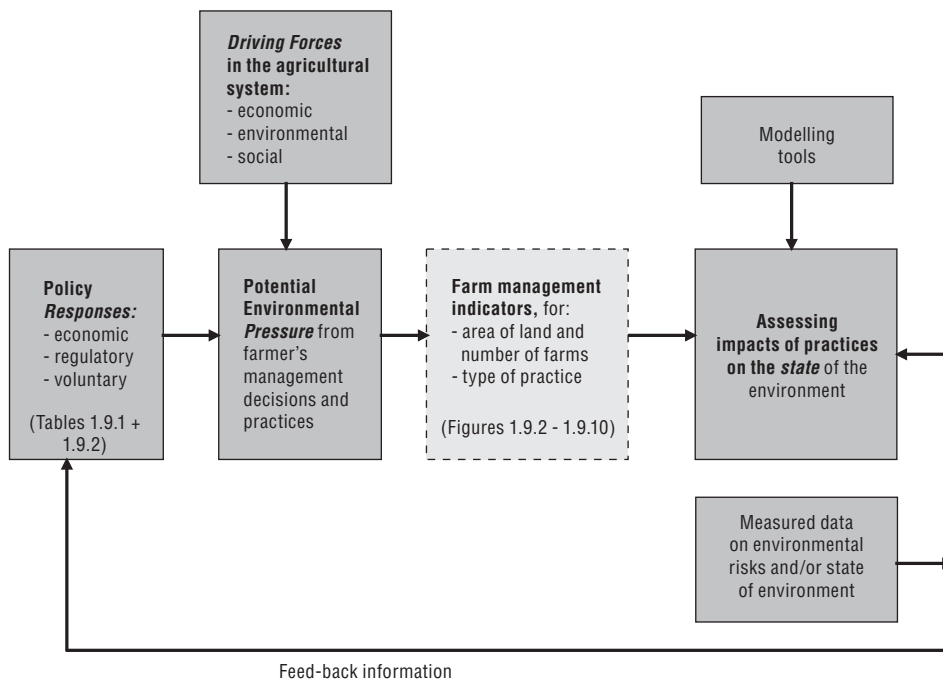 Driving Forces
in the agricultural
system:
- economic
- environmental
- social
Modelling
tools
Policy
Responses:
- economic
- regulatory
- voluntary
(Tables 1.9.1 +
1.9.2)
Potential
Environmental
Pressure from
farmer's
management
decisions and
practices
Farm management
indicators, for:
- area of land and
number of farms
- type of practice
(Figures 1.9.2 - 1.9.10)
Assessing
impacts of practices
on the state of the
environment
Measured data
on environmental
risks and/or state
of environment
Feed-back information